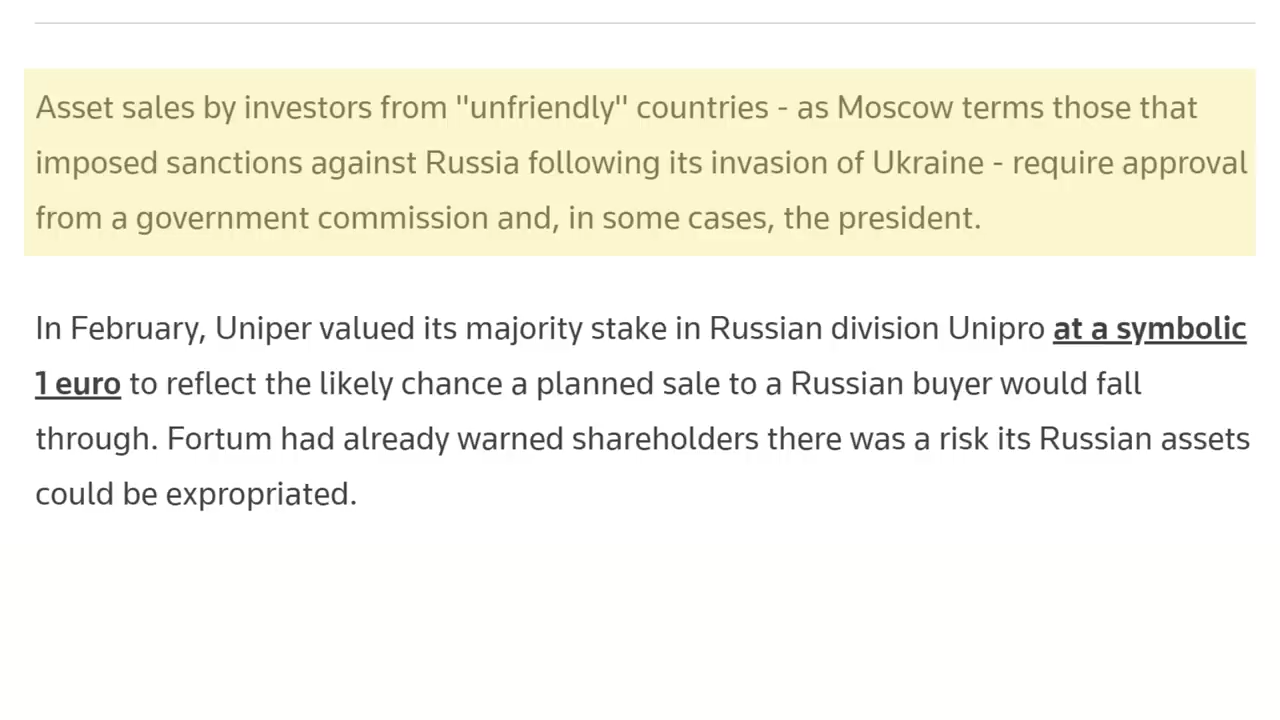 Asset sales by investors from "unfriendly" countries - as Moscow terms those that
imposed sanctions against Russia following its invasion of Ukraine - require approval
from a government commission and, in some cases, the president.
In February, Uniper valued its majority stake in Russian division Unipro at a symbolic
1 euro to reflect the likely chance a planned sale to a Russian buyer would fall
through. Fortum had already warned shareholders there was a risk its Russian assets
could be expropriated.